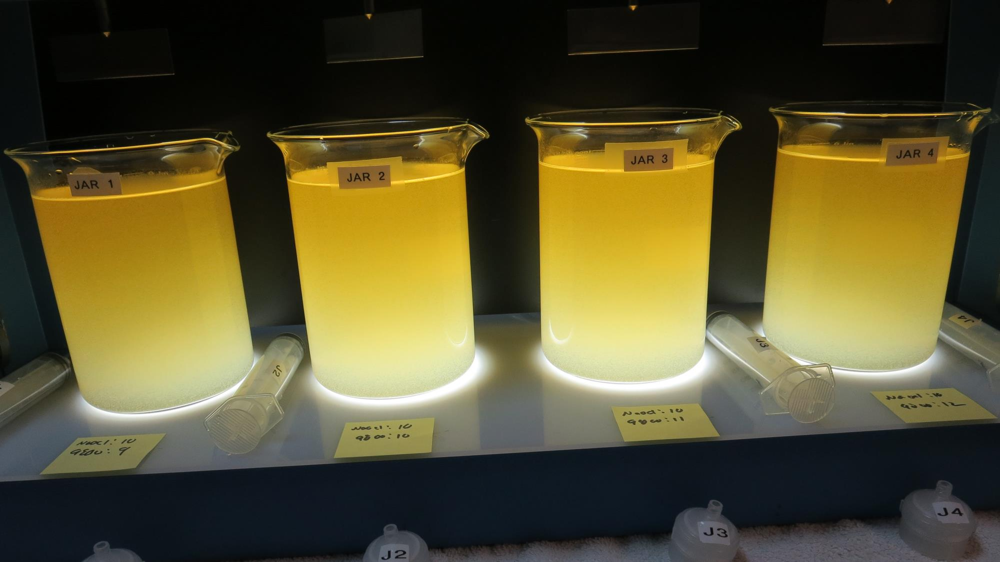 JAR 1
JAR 2
JAR 3
JAR 4
J2
J3
J4
NaOCl: 10
9800: 9
NaOCl: 10
9800: 10
NaOCl: 10
9800: 11
NaOCl: 10
9800: 12
J2
J3
J4